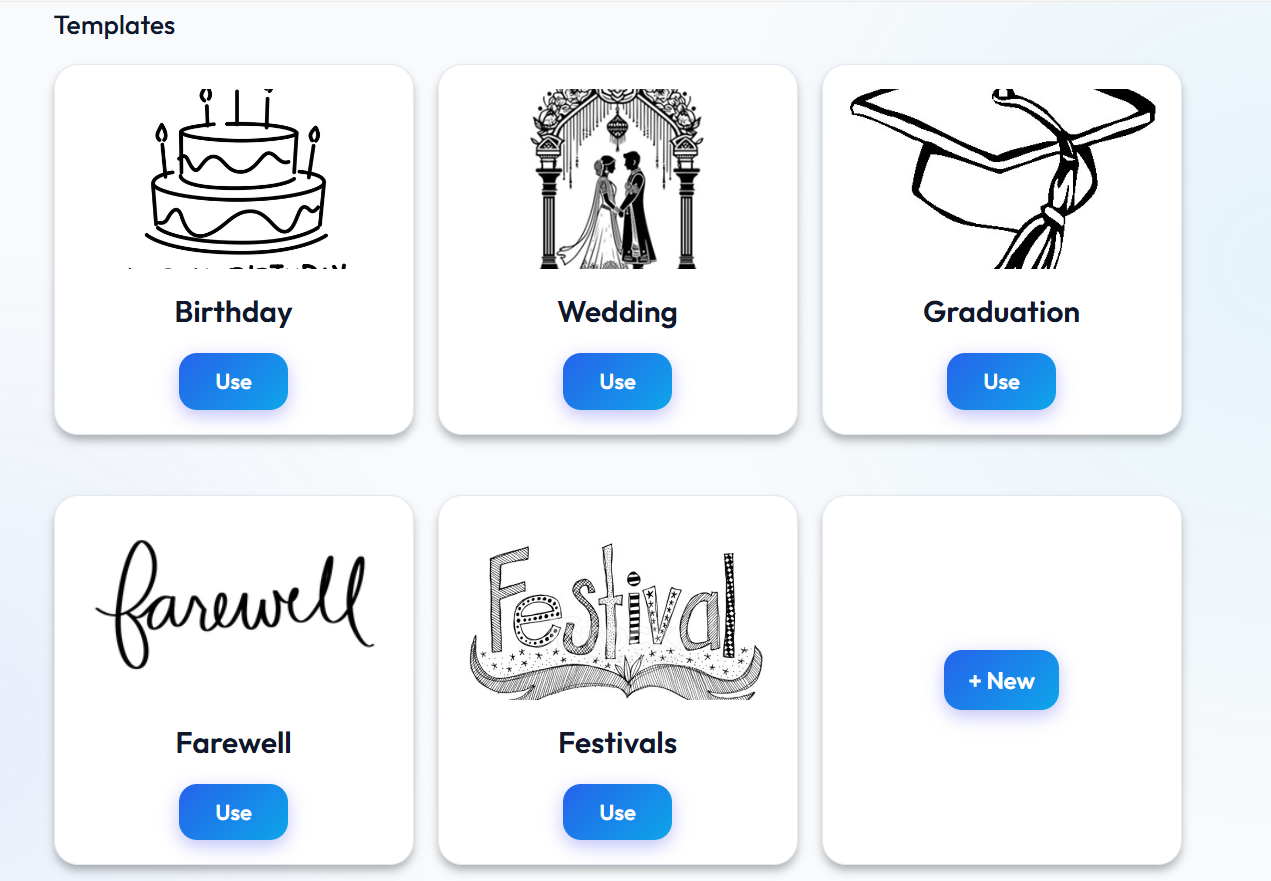 Templates
Birthday
Wedding
Graduation
Use
Use
Use
farewell
Festival
+ New
Farewell
Festivals
Use
Use